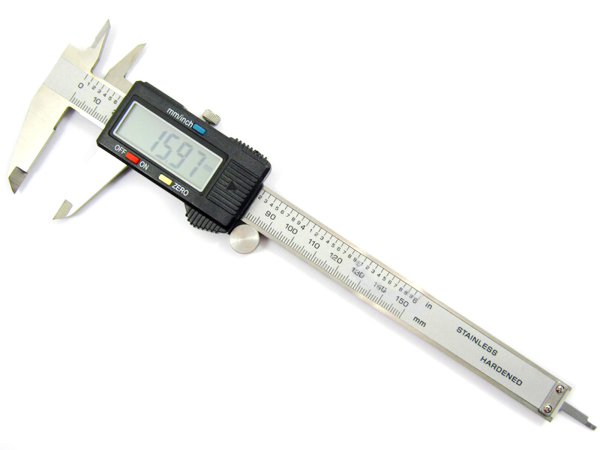 0 10
mm/inch
15.97
OFF ON
ZERO
90 100 110 120 130 140 150
in
mm
STAINLESS
HARDENED